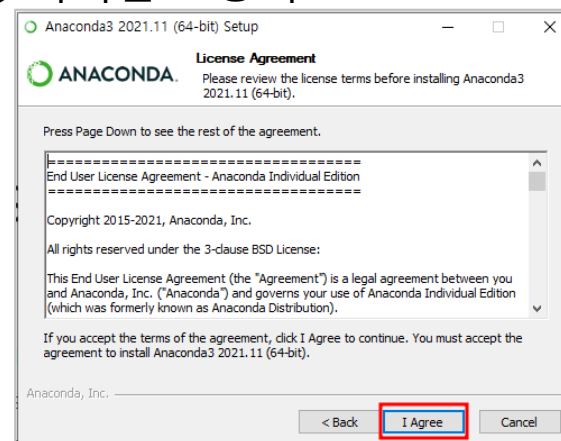 Anaconda3 2021.11 (64-bit) Setup
ANACONDA.
License Agreement
Please review the license terms before installing Anaconda3
2021.11 (64-bit).
Press Page Down to see the rest of the agreement.
===================================
End User License Agreement - Anaconda Individual Edition
===================================
Copyright 2015-2021, Anaconda, Inc.
All rights reserved under the 3-clause BSD License:
This End User License Agreement (the "Agreement") is a legal agreement between you
and Anaconda, Inc. ("Anaconda") and governs your use of Anaconda Individual Edition
(which was formerly known as Anaconda Distribution).
If you accept the terms of the agreement, click I Agree to continue. You must accept the
agreement to install Anaconda3 2021.11 (64-bit).
Anaconda, Inc.
< Back
I Agree
Cancel